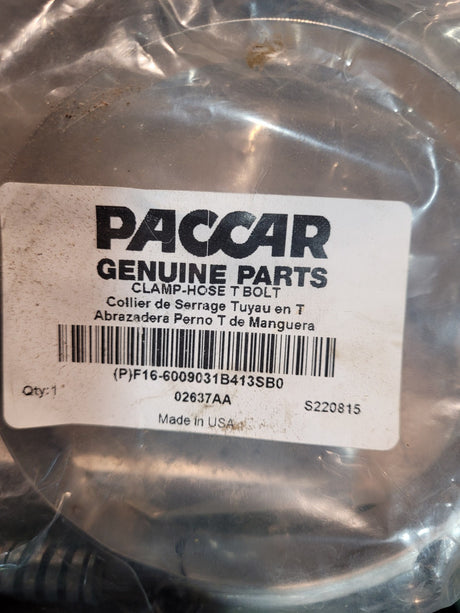 PACCAR
GENUINE PARTS
CLAMP-HOSE T BOLT
Collier de Serrage Tuyau en T
Abrazadera Perno T de Manguera
(P)F16-6009031B413SB0
Qty:1
02637AA
S220815
Made in USA